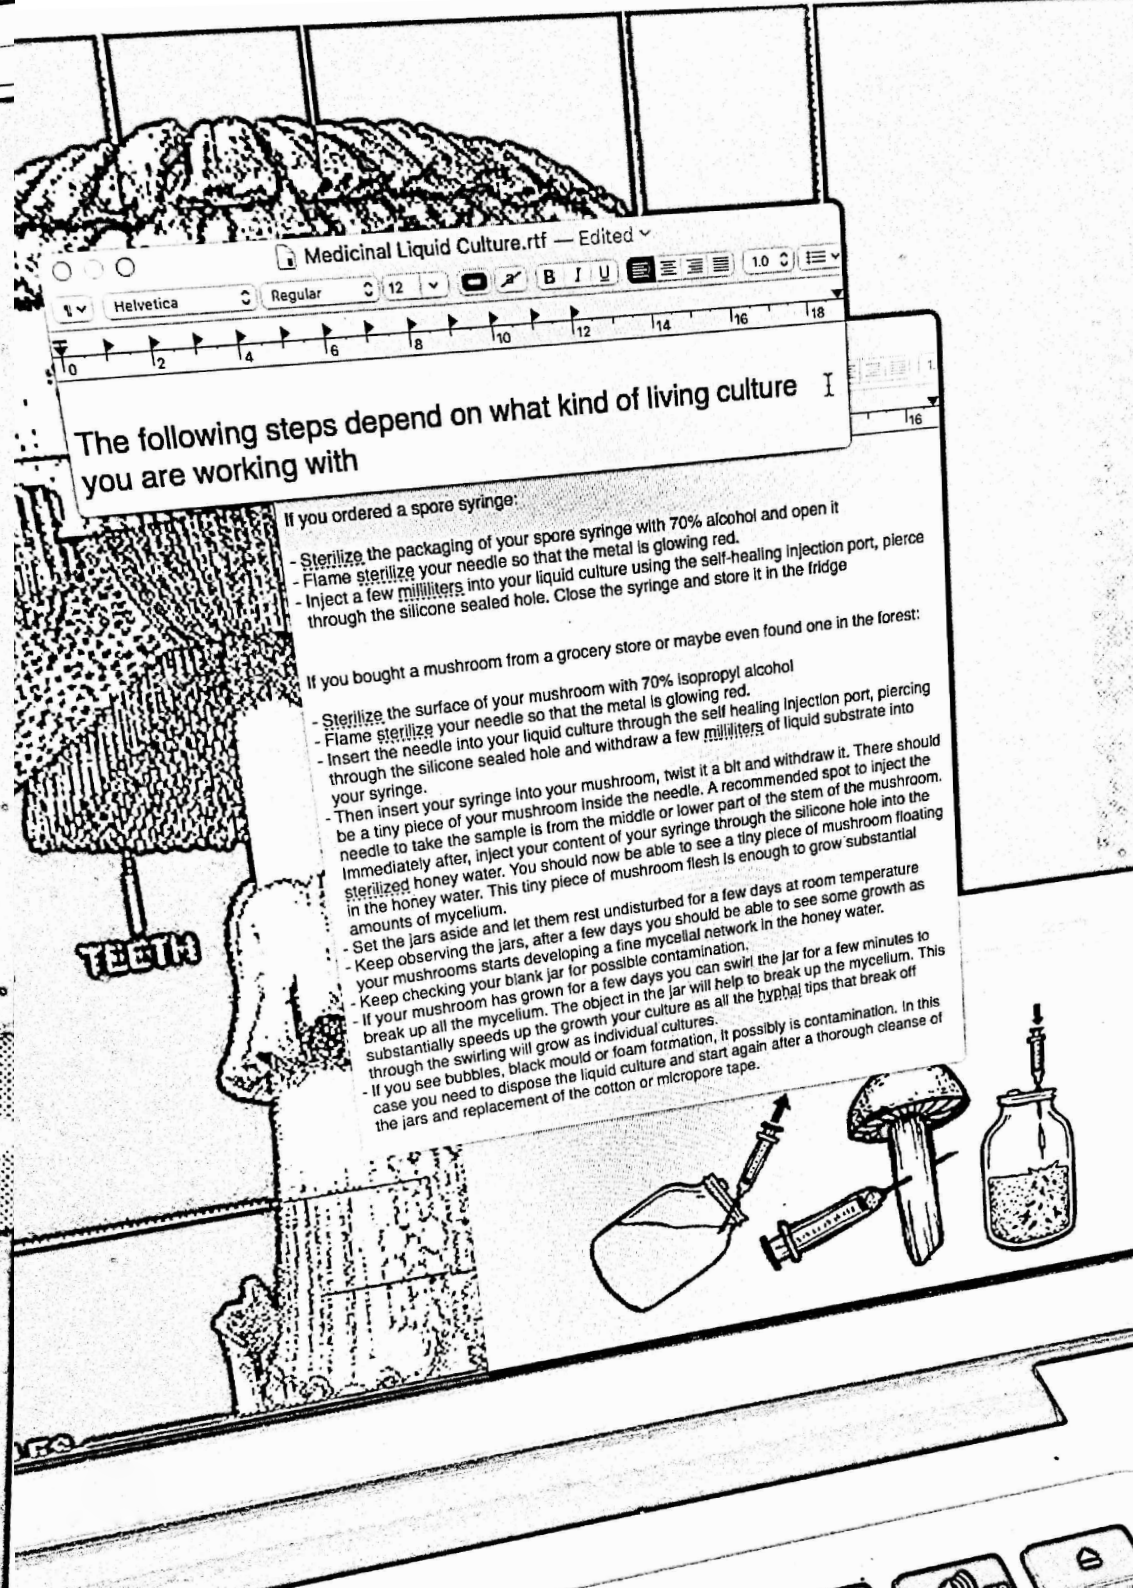 Medicinal Liquid Culture.rtf — Edited
Helvetica
Regular
12
B I U
1.0
0 2 4 6 8 10 12 14 16 18
16
The following steps depend on what kind of living culture
you are working with
If you ordered a spore syringe:
- Sterilize the packaging of your spore syringe with 70% alcohol and open it
- Flame sterilize your needle so that the metal is glowing red.
- Inject a few milliliters into your liquid culture using the self-healing injection port, pierce
through the silicone sealed hole. Close the syringe and store it in the fridge
If you bought a mushroom from a grocery store or maybe even found one in the forest:
- Sterilize the surface of your mushroom with 70% isopropyl alcohol
- Flame sterilize your needle so that the metal is glowing red.
- Insert the needle into your liquid culture through the self healing injection port, piercing
through the silicone sealed hole and withdraw a few milliliters of liquid substrate into
your syringe.
- Then insert your syringe into your mushroom, twist it a bit and withdraw it. There should
be a tiny piece of your mushroom inside the needle. A recommended spot to inject the
needle to take the sample is from the middle or lower part of the stem of the mushroom.
Immediately after, inject your content of your syringe through the silicone hole into the
sterilized honey water. You should now be able to see a tiny piece of mushroom floating
in the honey water. This tiny piece of mushroom flesh is enough to grow substantial
amounts of mycelium.
- Set the jars aside and let them rest undisturbed for a few days at room temperature
- Keep observing the jars, after a few days you should be able to see some growth as
your mushrooms starts developing a fine mycelial network in the honey water.
- Keep checking your blank jar for possible contamination.
- If your mushroom has grown for a few days you can swirl the jar for a few minutes to
break up all the mycelium. The object in the jar will help to break up the mycelium. This
substantially speeds up the growth your culture as all the hyphal tips that break off
through the swirling will grow as individual cultures.
- If you see bubbles, black mould or foam formation, it possibly is contamination. In this
case you need to dispose the liquid culture and start again after a thorough cleanse of
the jars and replacement of the cotton or micropore tape.
TEETH